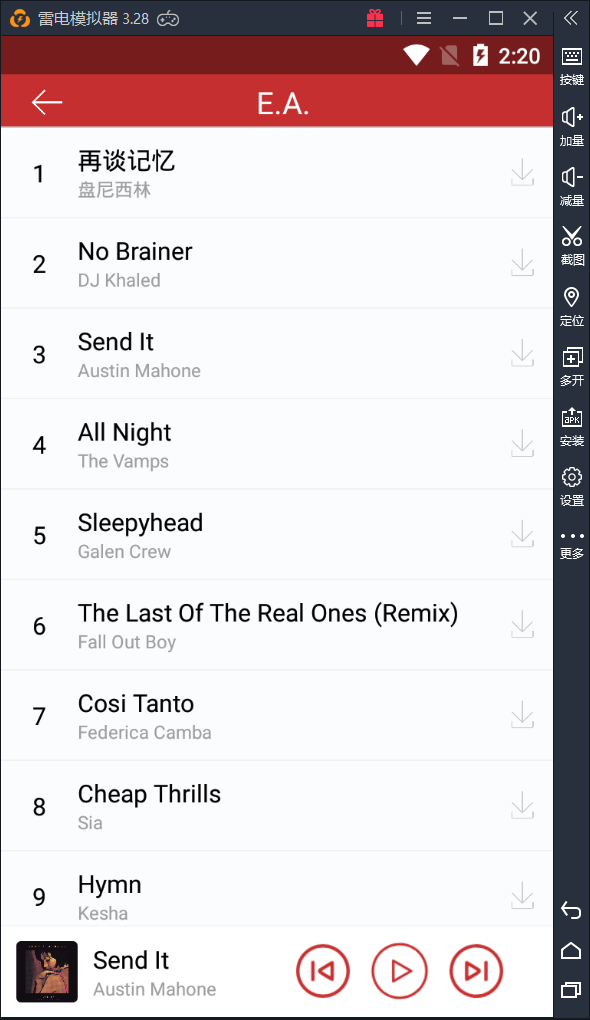 雷电模拟器 3.28
2:20
E.A.
1
再谈记忆
盘尼西林
2
No Brainer
DJ Khaled
3
Send It
Austin Mahone
4
All Night
The Vamps
5
Sleepyhead
Galen Crew
6
The Last Of The Real Ones (Remix)
Fall Out Boy
7
Cosi Tanto
Federica Camba
8
Cheap Thrills
Sia
9
Hymn
Kesha
Send It
Austin Mahone
按键
加量
减量
截图
定位
多开
APK
安装
设置
更多